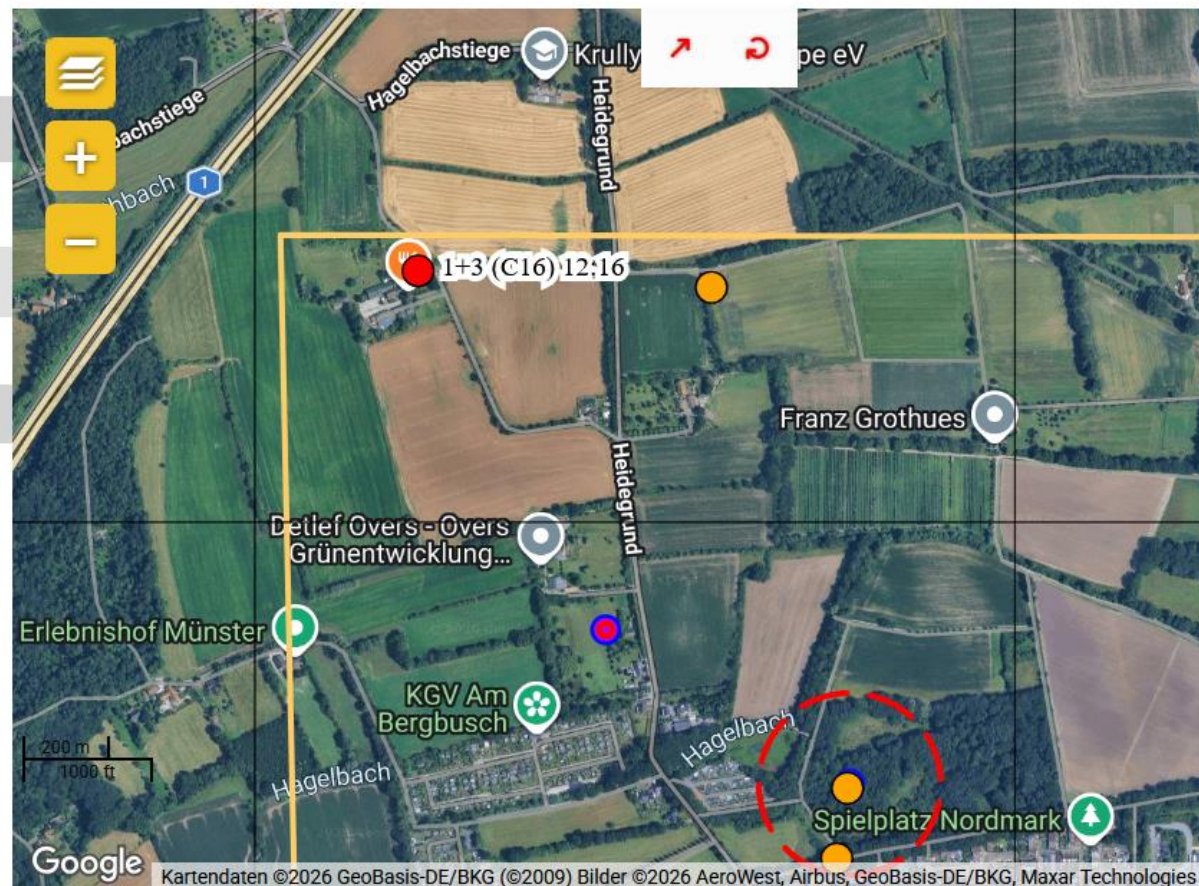 Hagelbachstiege
Krully
pe eV
bachstiege
Heidegrund
hbach
1
1+3 (C16) 12:16
Franz Grothues
Heidegrund
Detlef Overs - Overs
Grünentwicklung...
Erlebnishof Münster
KGV Am
Bergbusch
Hagelbach
200 m
1000 ft
Hagelbach
Spielplatz Nordmark
Google
Kartendaten ©2026 GeoBasis-DE/BKG (©2009) Bilder ©2026 AeroWest, Airbus, GeoBasis-DE/BKG, Maxar Technologies